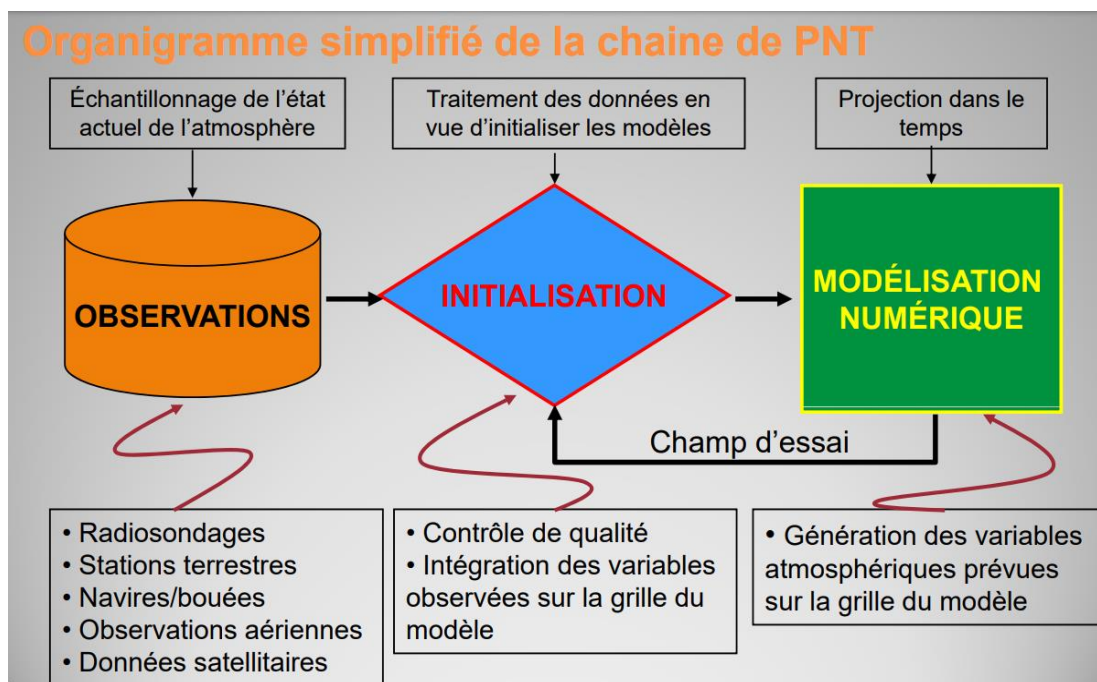 Organigramme simplifié de la chaine de PNT
Échantillonnage de l'état
actuel de l'atmosphère
Traitement des données en
vue d'initialiser les modèles
Projection dans le
temps
OBSERVATIONS
INITIALISATION
MODÉLISATION
NUMÉRIQUE
Champ d'essai
• Radiosondages
• Stations terrestres
• Navires/bouées
• Observations aériennes
• Données satellitaires
• Contrôle de qualité
• Intégration des variables
observées sur la grille du
modèle
• Génération des variables
atmosphériques prévues
sur la grille du modèle